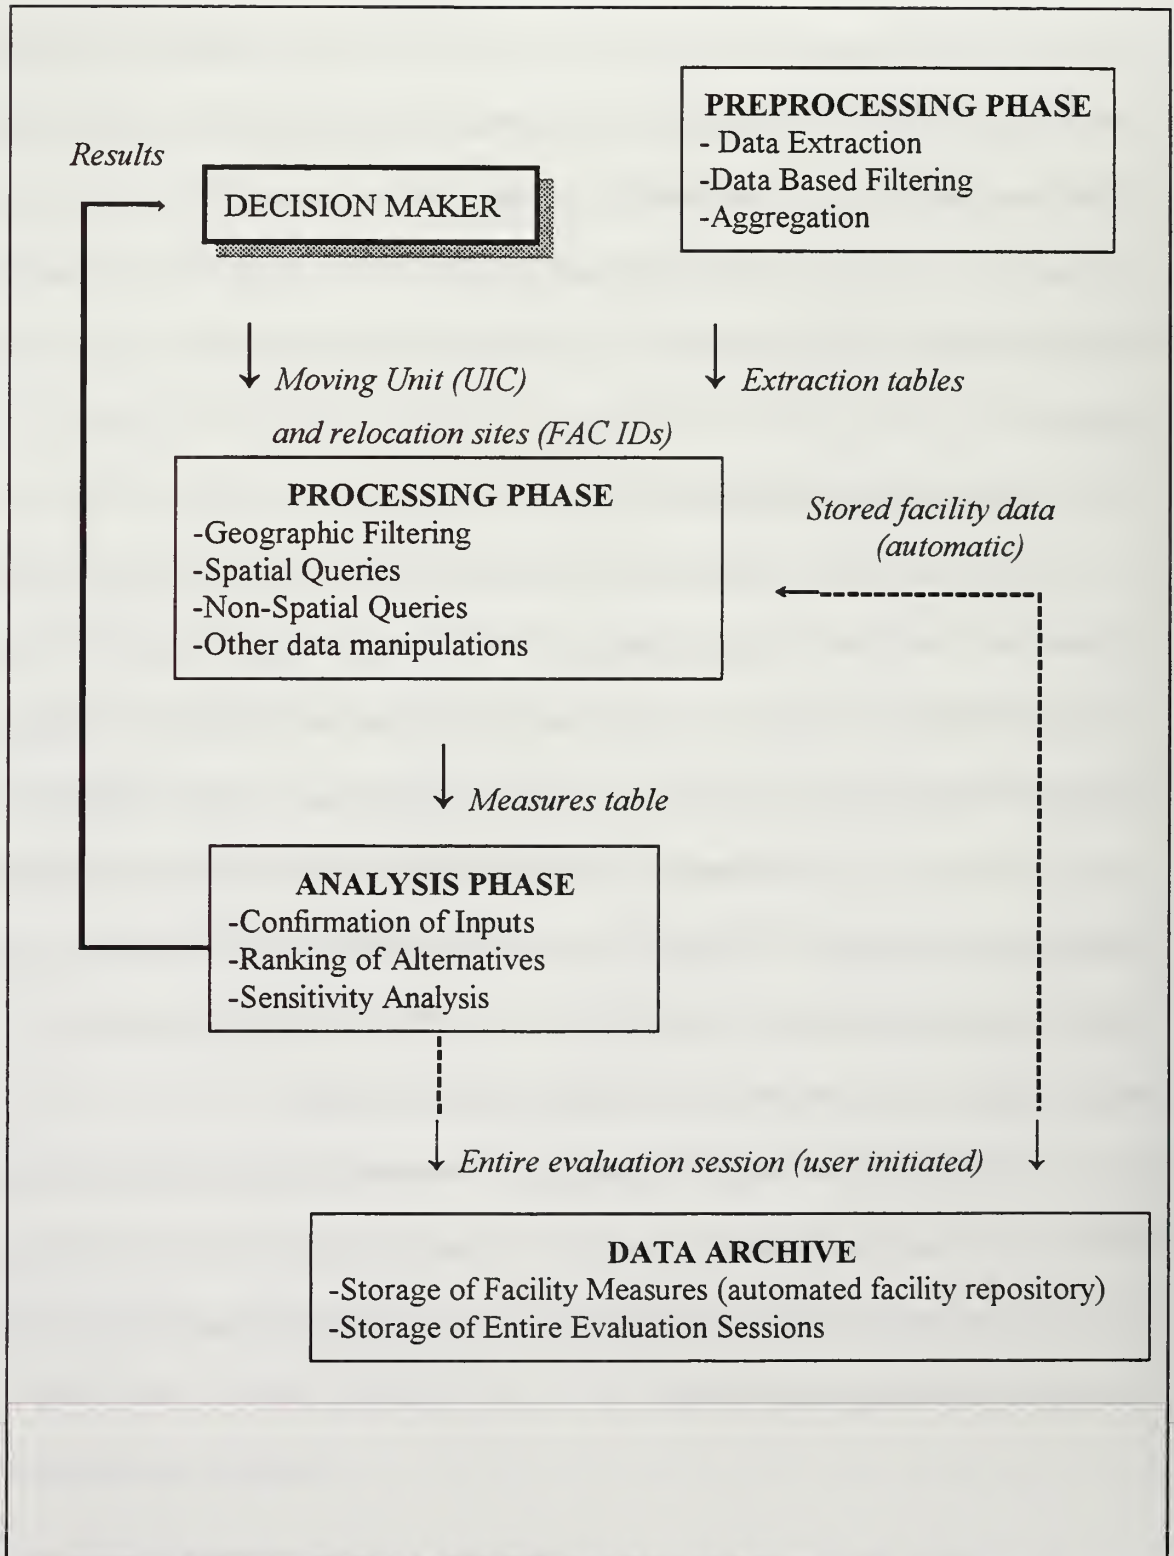 PREPROCESSING PHASE
- Data Extraction
-Data Based Filtering
-Aggregation
Results
DECISION MAKER
Moving Unit (UIC)
and relocation sites (FAC IDs)
Extraction tables
PROCESSING PHASE
-Geographic Filtering
-Spatial Queries
-Non-Spatial Queries
-Other data manipulations
Stored facility data
(automatic)
Measures table
ANALYSIS PHASE
-Confirmation of Inputs
-Ranking of Alternatives
-Sensitivity Analysis
Entire evaluation session (user initiated)
DATA ARCHIVE
-Storage of Facility Measures (automated facility repository)
-Storage of Entire Evaluation Sessions